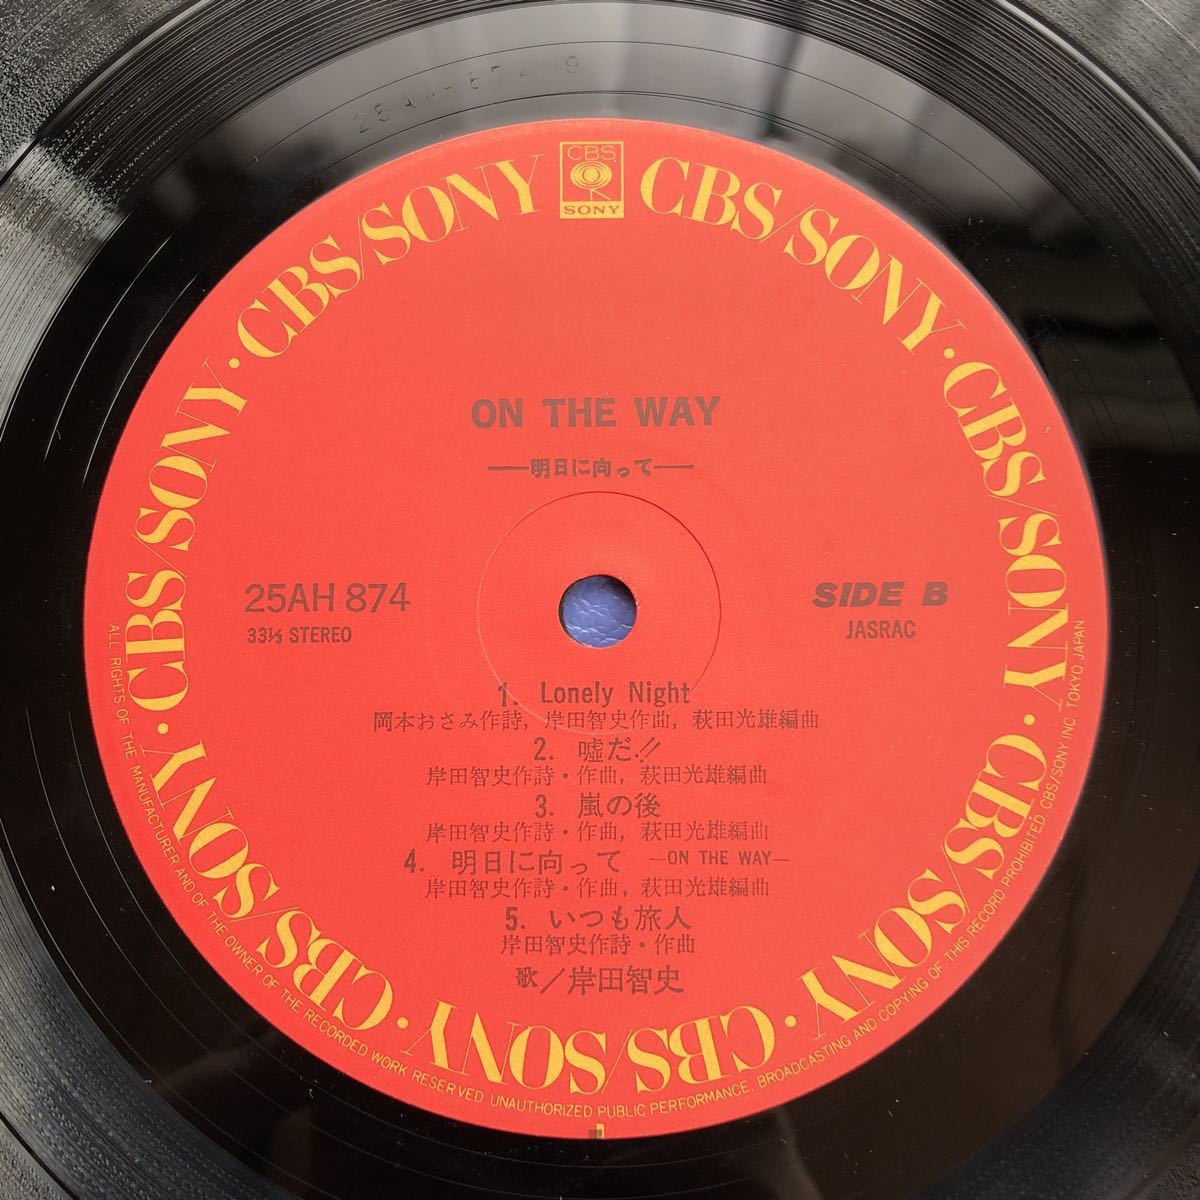 CBS
SONY
CBS/SONY · CBS/SONY · CBS/SONY · CBS/SONY · CBS/SONY · CBS/SONY · CBS/SONY · CBS/SONY
ON THE WAY
—明日に向って—
25AH 874
33⅓ STEREO
SIDE B
JASRAC
1. Lonely Night
岡本おさみ作詩, 岸田智史作曲, 萩田光雄編曲
2. 嘘だ!!
岸田智史作詩・作曲, 萩田光雄編曲
3. 嵐の後
岸田智史作詩・作曲, 萩田光雄編曲
4. 明日に向って —ON THE WAY—
岸田智史作詩・作曲, 萩田光雄編曲
5. いつも旅人
岸田智史作詩・作曲
歌／岸田智史
ALL RIGHTS OF THE MANUFACTURER AND OF THE OWNER OF THE RECORDED WORK RESERVED UNAUTHORIZED PUBLIC PERFORMANCE, BROADCASTING AND COPYING OF THIS RECORD PROHIBITED CBS/SONY INC TOKYO JAPAN